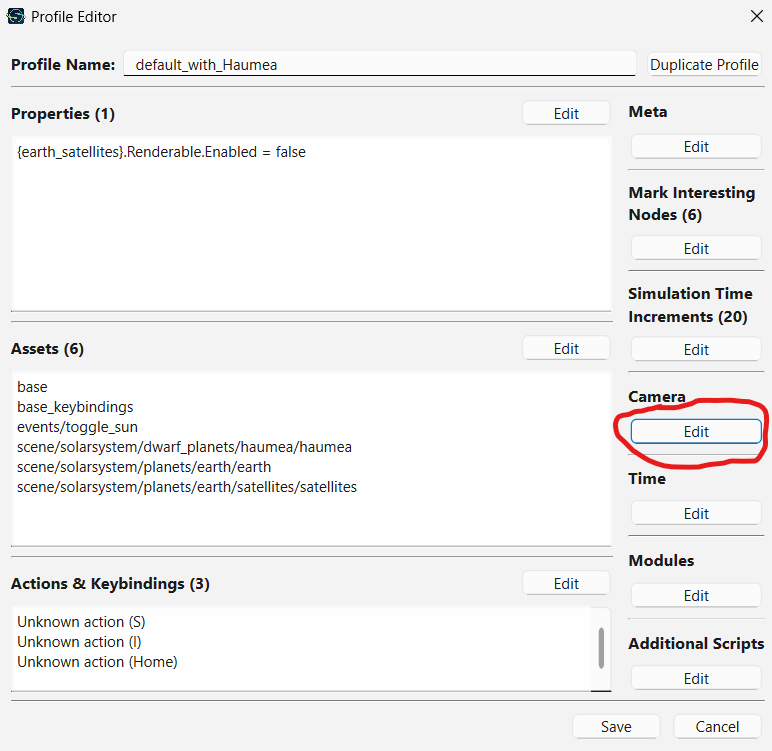 Profile Editor
Profile Name: default_with_Haumea Duplicate Profile
Properties (1) Edit
{earth_satellites}.Renderable.Enabled = false
Assets (6) Edit
base
base_keybindings
events/toggle_sun
scene/solarsystem/dwarf_planets/haumea/haumea
scene/solarsystem/planets/earth/earth
scene/solarsystem/planets/earth/satellites/satellites
Actions & Keybindings (3) Edit
Unknown action (S)
Unknown action (I)
Unknown action (Home)
Meta
Edit
Mark Interesting
Nodes (6)
Edit
Simulation Time
Increments (20)
Edit
Camera
Edit
Time
Edit
Modules
Edit
Additional Scripts
Edit
Save Cancel